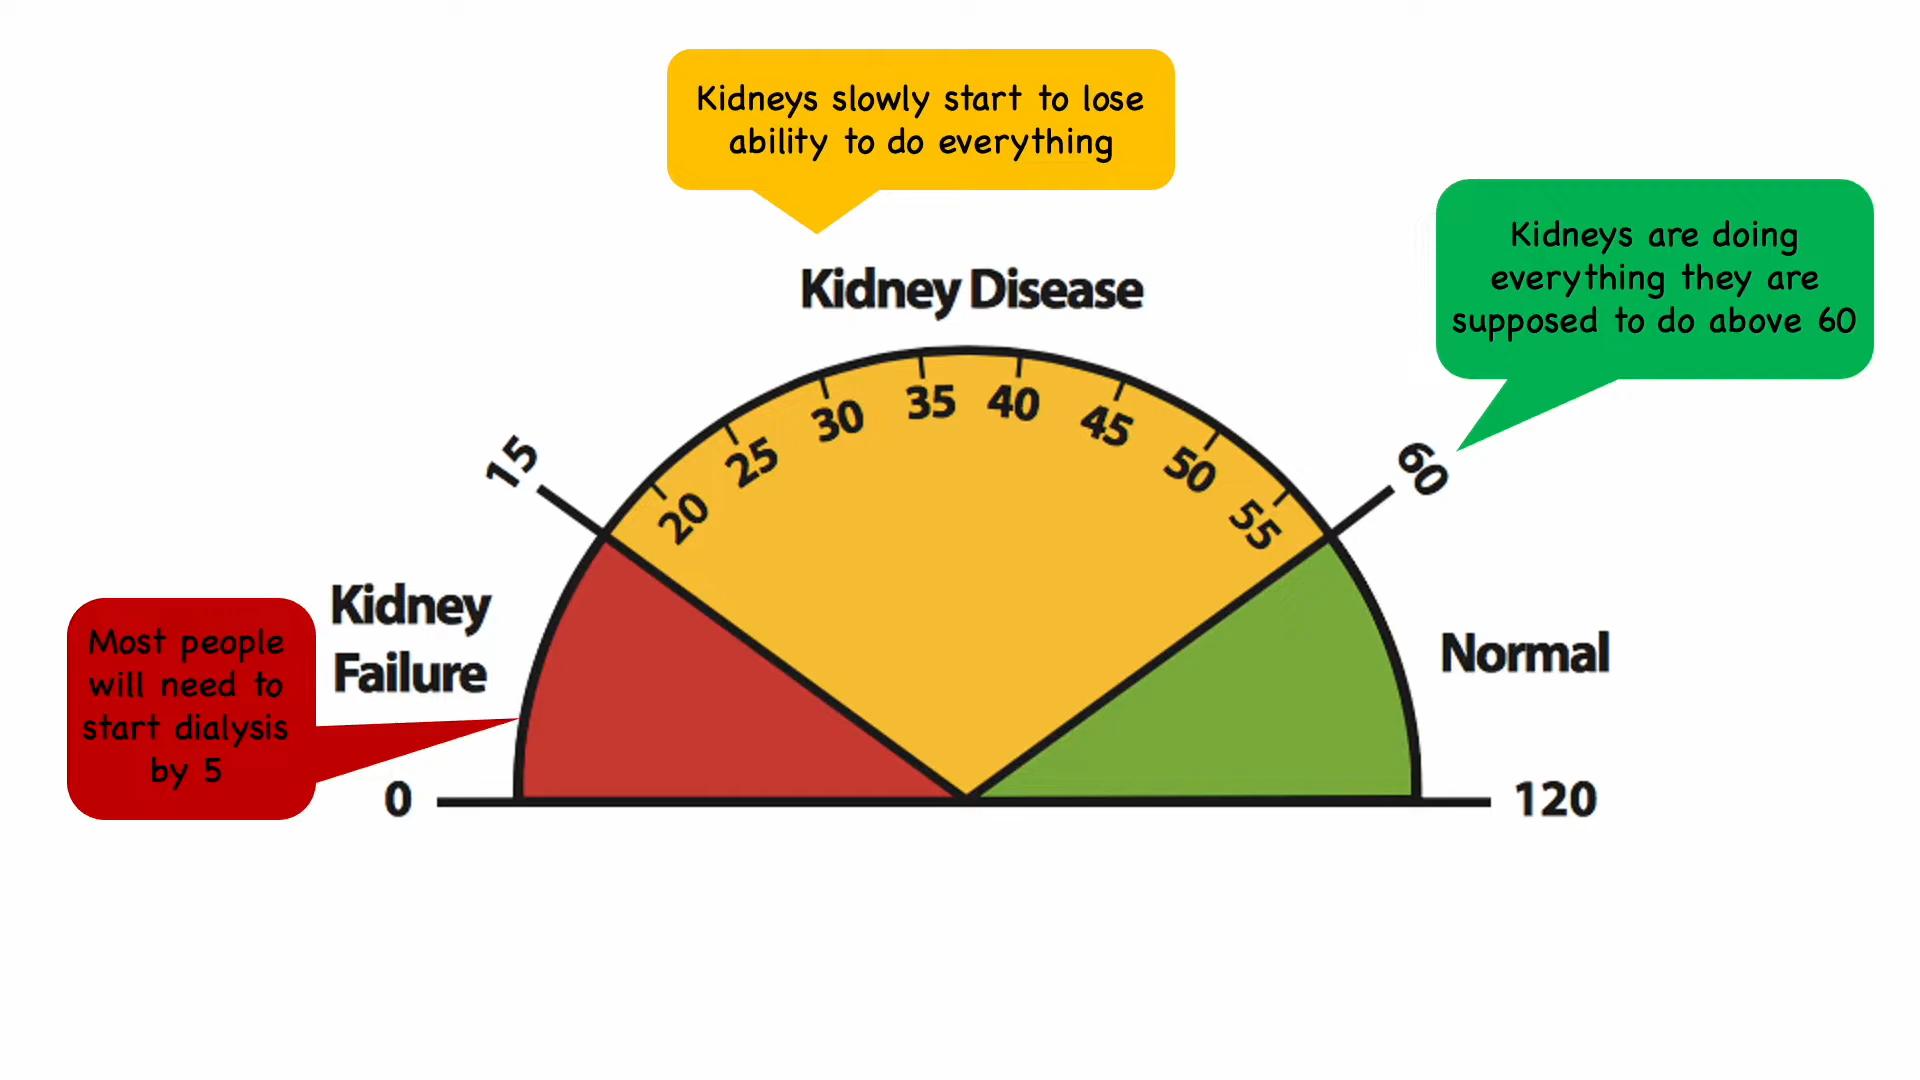 Kidneys slowly start to lose
ability to do everything
Kidneys are doing
everything they are
supposed to do above 60
Kidney Disease
15
20
25
30
35
40
45
50
55
60
Kidney
Failure
Normal
Most people
will need to
start dialysis
by 5
0
120